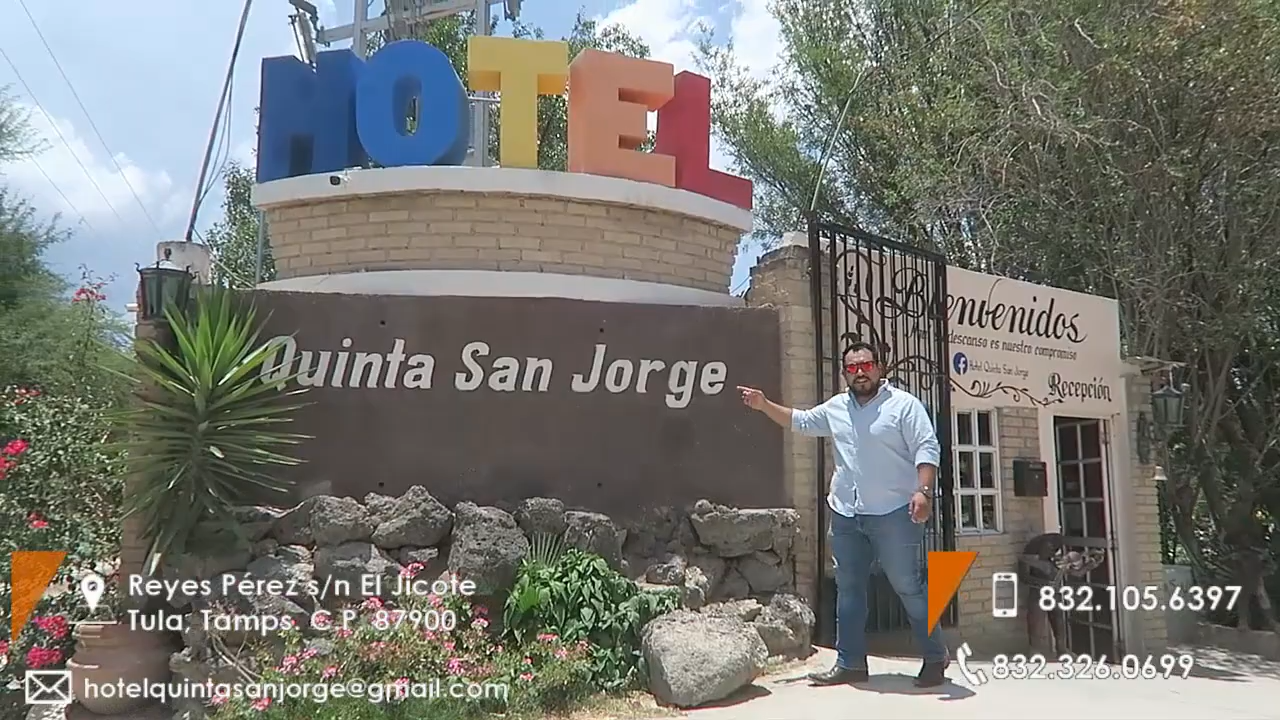 HOTEL
Quinta San Jorge
Bienvenidos
descanso es nuestro compromiso
Hotel Quinta San Jorge
Recepción
Reyes Pérez s/n El Jicote
Tula, Tamps. C.P. 87900
hotelquintasanjorge@gmail.com
832.105.6397
832.326.0699